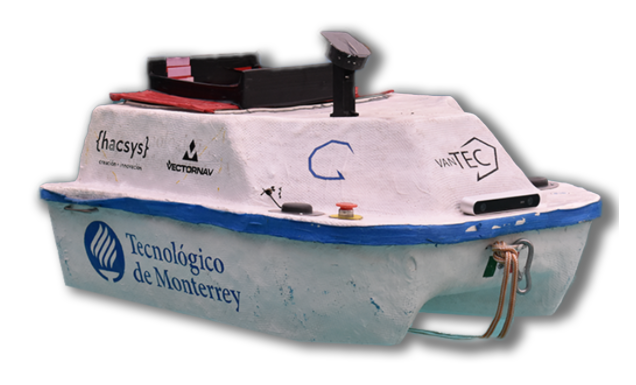 {hacsys}
VECTORNAV
VANTEC
Tecnológico
de Monterrey